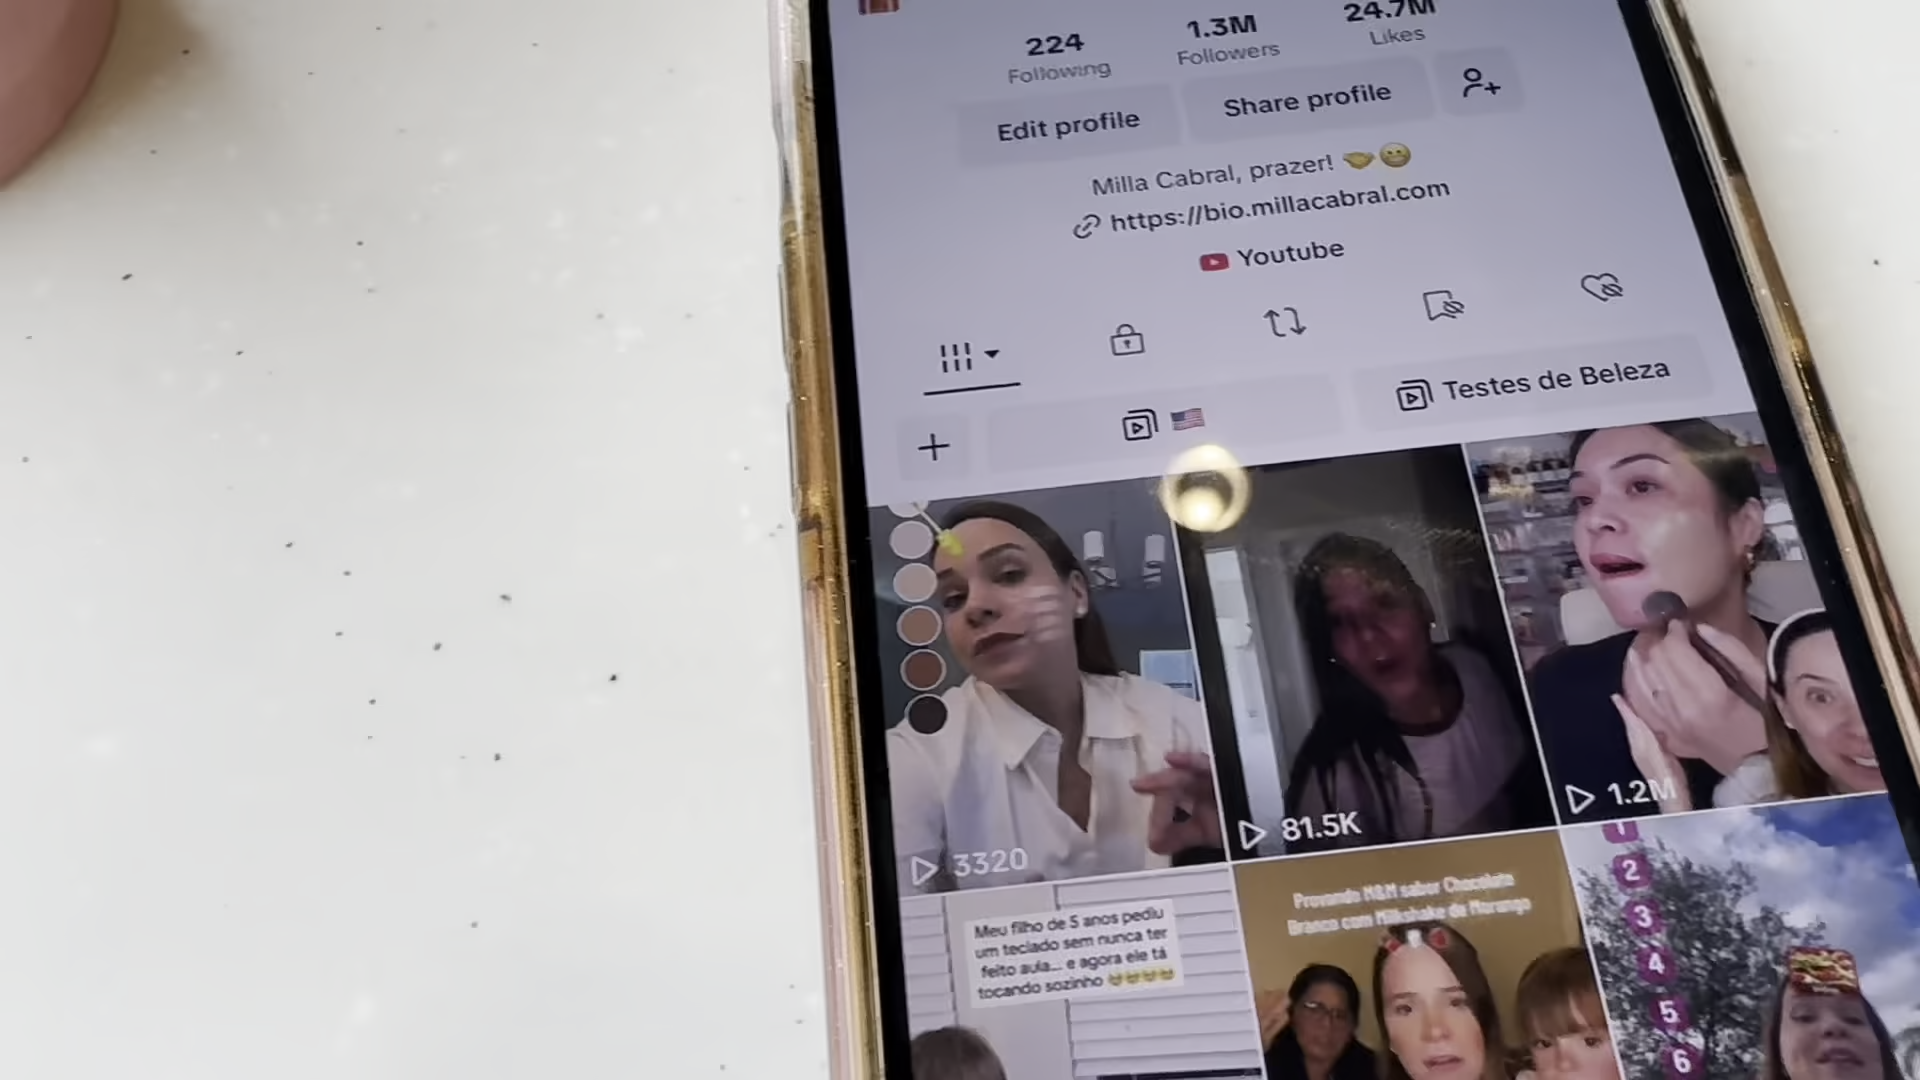 224
Following
1.3M
Followers
24.7M
Likes
Edit profile
Share profile
Milla Cabral, prazer! 🤝😬
https://bio.millacabral.com
Youtube
🇺🇸
Testes de Beleza
3320
81.5K
1.2M
Meu filho de 5 anos pediu
um teclado sem nunca ter
feito aula... e agora ele tá
tocando sozinho
Provando M&M sabor Chocolate
Branco com Milkshake de Morango
1
2
3
4
5
6